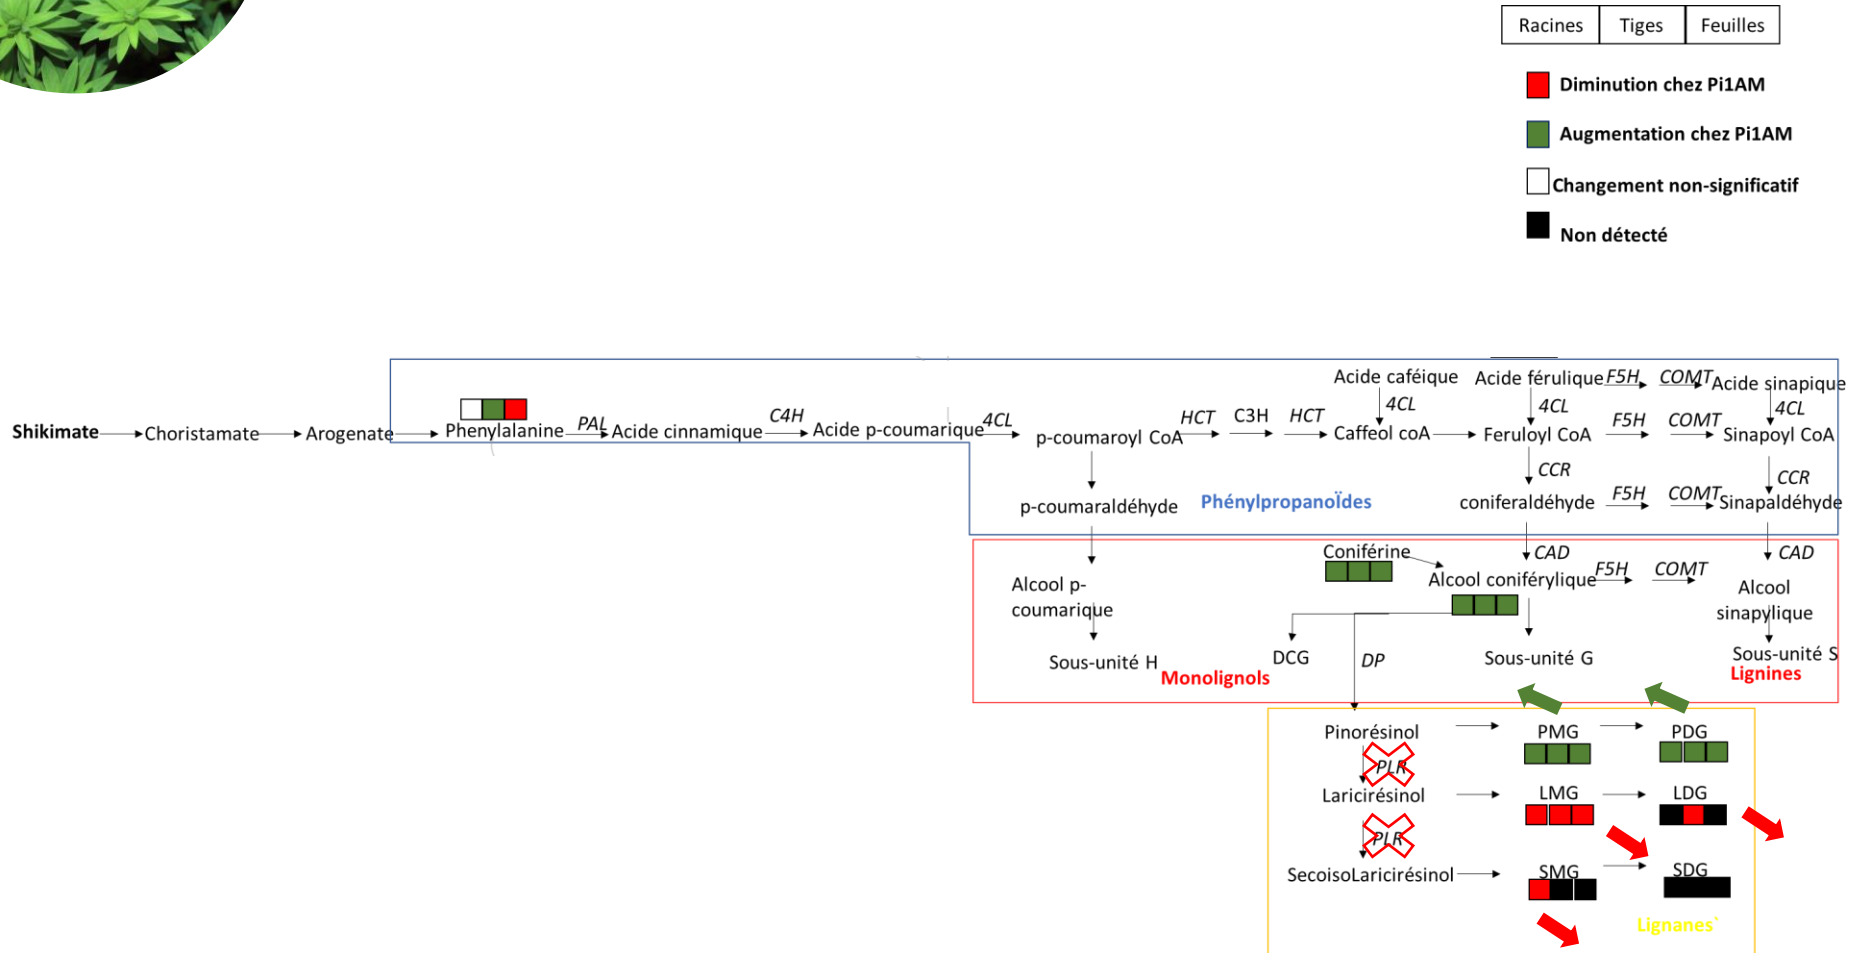 Racines Tiges Feuilles
Diminution chez Pi1AM
Augmentation chez Pi1AM
Changement non-significatif
Non détecté
Acide caféique Acide férulique F5H COMT Acide sinapique
4CL 4CL 4CL
Shikimate Choristamate Arogenate Phenylalanine PAL Acide cinnamique C4H Acide p-coumarique 4CL p-coumaroyl CoA HCT C3H HCT Caffeol coA Feruloyl CoA F5H COMT Sinapoyl CoA
CCR CCR
p-coumaraldéhyde Phénylpropanoïdes coniferaldéhyde F5H COMT Sinapaldéhyde
Coniférine CAD CAD
Alcool p-
coumarique
Alcool coniférylique F5H COMT
Alcool
sinapylique
Sous-unité H DCG DP Sous-unité G Sous-unité S
Monolignols Lignines
Pinorésinol PMG PDG
PLR
Laricirésinol LMG LDG
PLR
SecoisoLaricirésinol SMG SDG
Lignanes`